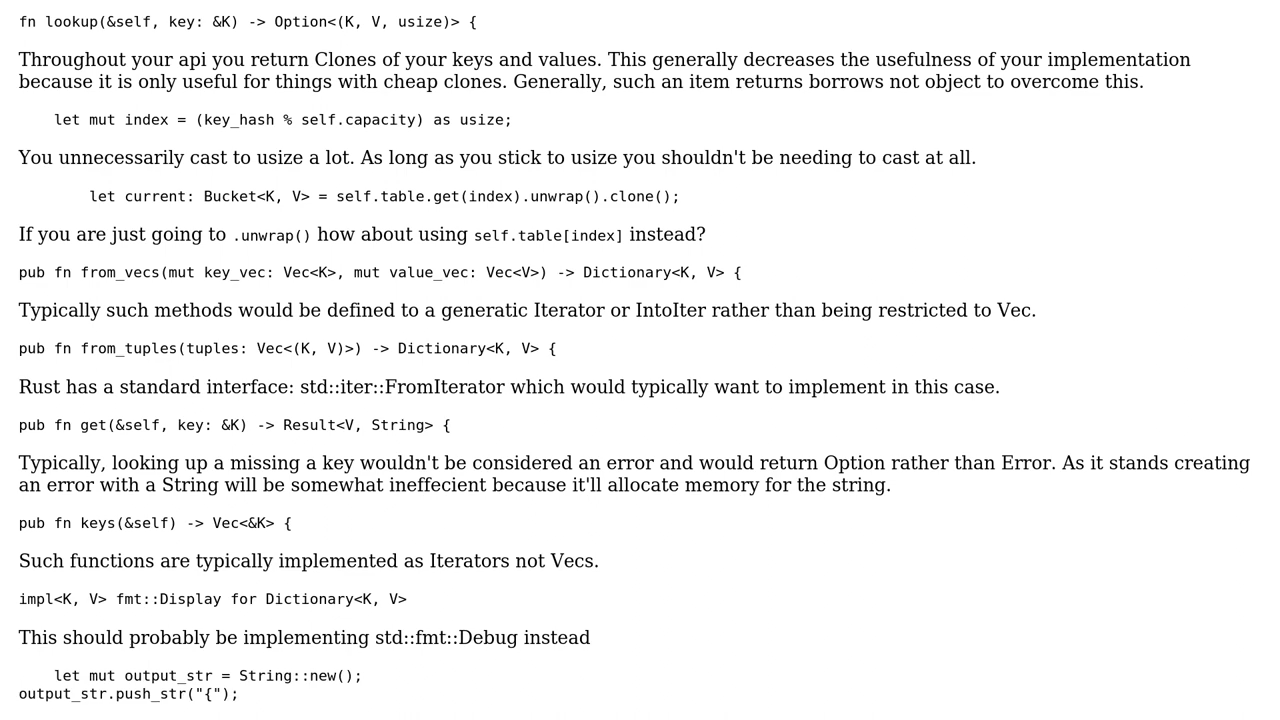 fn lookup(&self, key: &K) -> Option<(K, V, usize)> {
Throughout your api you return Clones of your keys and values. This generally decreases the usefulness of your implementation
because it is only useful for things with cheap clones. Generally, such an item returns borrows not object to overcome this.
    let mut index = (key_hash % self.capacity) as usize;
You unnecessarily cast to usize a lot. As long as you stick to usize you shouldn't be needing to cast at all.
        let current: Bucket<K, V> = self.table.get(index).unwrap().clone();
If you are just going to .unwrap() how about using self.table[index] instead?
pub fn from_vecs(mut key_vec: Vec<K>, mut value_vec: Vec<V>) -> Dictionary<K, V> {
Typically such methods would be defined to a generatic Iterator or IntoIter rather than being restricted to Vec.
pub fn from_tuples(tuples: Vec<(K, V)>) -> Dictionary<K, V> {
Rust has a standard interface: std::iter::FromIterator which would typically want to implement in this case.
pub fn get(&self, key: &K) -> Result<V, String> {
Typically, looking up a missing a key wouldn't be considered an error and would return Option rather than Error. As it stands creating
an error with a String will be somewhat ineffecient because it'll allocate memory for the string.
pub fn keys(&self) -> Vec<&K> {
Such functions are typically implemented as Iterators not Vecs.
impl<K, V> fmt::Display for Dictionary<K, V>
This should probably be implementing std::fmt::Debug instead
    let mut output_str = String::new();
output_str.push_str("{");